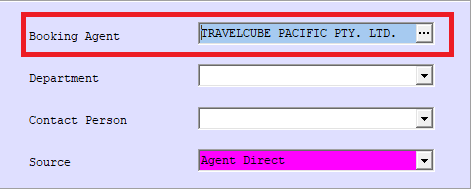 Booking Agent TRAVELCUBE PACIFIC PTY. LTD. ...
Department
Contact Person
Source Agent Direct